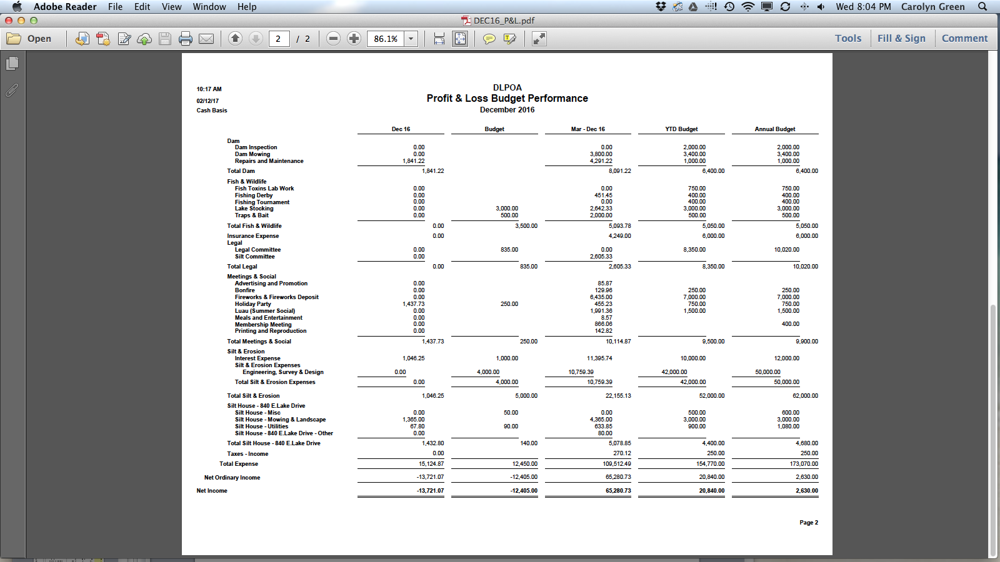 Adobe Reader File Edit View Window Help Wed 8:04 PM Carolyn Green
DEC16_P&L.pdf
Open 2 / 2 86.1% Tools Fill & Sign Comment
10:17 AM
02/12/17
Cash Basis
DLPOA
Profit & Loss Budget Performance
December 2016
Dec 16 Budget Mar - Dec 16 YTD Budget Annual Budget
Dam
Dam Inspection 0.00 0.00 2,000.00 2,000.00
Dam Mowing 0.00 3,800.00 3,400.00 3,400.00
Repairs and Maintenance 1,841.22 4,291.22 1,000.00 1,000.00
Total Dam 1,841.22 8,091.22 6,400.00 6,400.00
Fish & Wildlife
Fish Toxins Lab Work 0.00 0.00 750.00 750.00
Fishing Derby 0.00 451.45 400.00 400.00
Fishing Tournament 0.00 0.00 400.00 400.00
Lake Stocking 0.00 3,000.00 2,642.33 3,000.00 3,000.00
Traps & Bait 0.00 500.00 2,000.00 500.00 500.00
Total Fish & Wildlife 0.00 3,500.00 5,093.78 5,050.00 5,050.00
Insurance Expense 0.00 4,249.00 6,000.00 6,000.00
Legal
Legal Committee 0.00 835.00 0.00 8,350.00 10,020.00
Silt Committee 0.00 2,605.33
Total Legal 0.00 835.00 2,605.33 8,350.00 10,020.00
Meetings & Social
Advertising and Promotion 0.00 85.87
Bonfire 0.00 129.96 250.00 250.00
Fireworks & Fireworks Deposit 0.00 6,435.00 7,000.00 7,000.00
Holiday Party 1,437.73 250.00 455.23 750.00 750.00
Luau (Summer Social) 0.00 1,991.36 1,500.00 1,500.00
Meals and Entertainment 0.00 8.57
Membership Meeting 0.00 866.06 400.00
Printing and Reproduction 0.00 142.82
Total Meetings & Social 1,437.73 250.00 10,114.87 9,500.00 9,900.00
Silt & Erosion
Interest Expense 1,046.25 1,000.00 11,395.74 10,000.00 12,000.00
Silt & Erosion Expenses
Engineering, Survey & Design 0.00 4,000.00 10,759.39 42,000.00 50,000.00
Total Silt & Erosion Expenses 0.00 4,000.00 10,759.39 42,000.00 50,000.00
Total Silt & Erosion 1,046.25 5,000.00 22,155.13 52,000.00 62,000.00
Silt House - 840 E.Lake Drive
Silt House - Misc 0.00 50.00 0.00 500.00 600.00
Silt House - Mowing & Landscape 1,365.00 4,365.00 3,000.00 3,000.00
Silt House - Utilities 67.80 90.00 633.85 900.00 1,080.00
Silt House - 840 E.Lake Drive - Other 0.00 80.00
Total Silt House - 840 E.Lake Drive 1,432.80 140.00 5,078.85 4,400.00 4,680.00
Taxes - Income 0.00 270.12 250.00 250.00
Total Expense 15,124.87 12,450.00 109,512.49 154,770.00 173,070.00
Net Ordinary Income -13,721.07 -12,405.00 65,280.73 20,840.00 2,630.00
Net Income -13,721.07 -12,405.00 65,280.73 20,840.00 2,630.00
Page 2